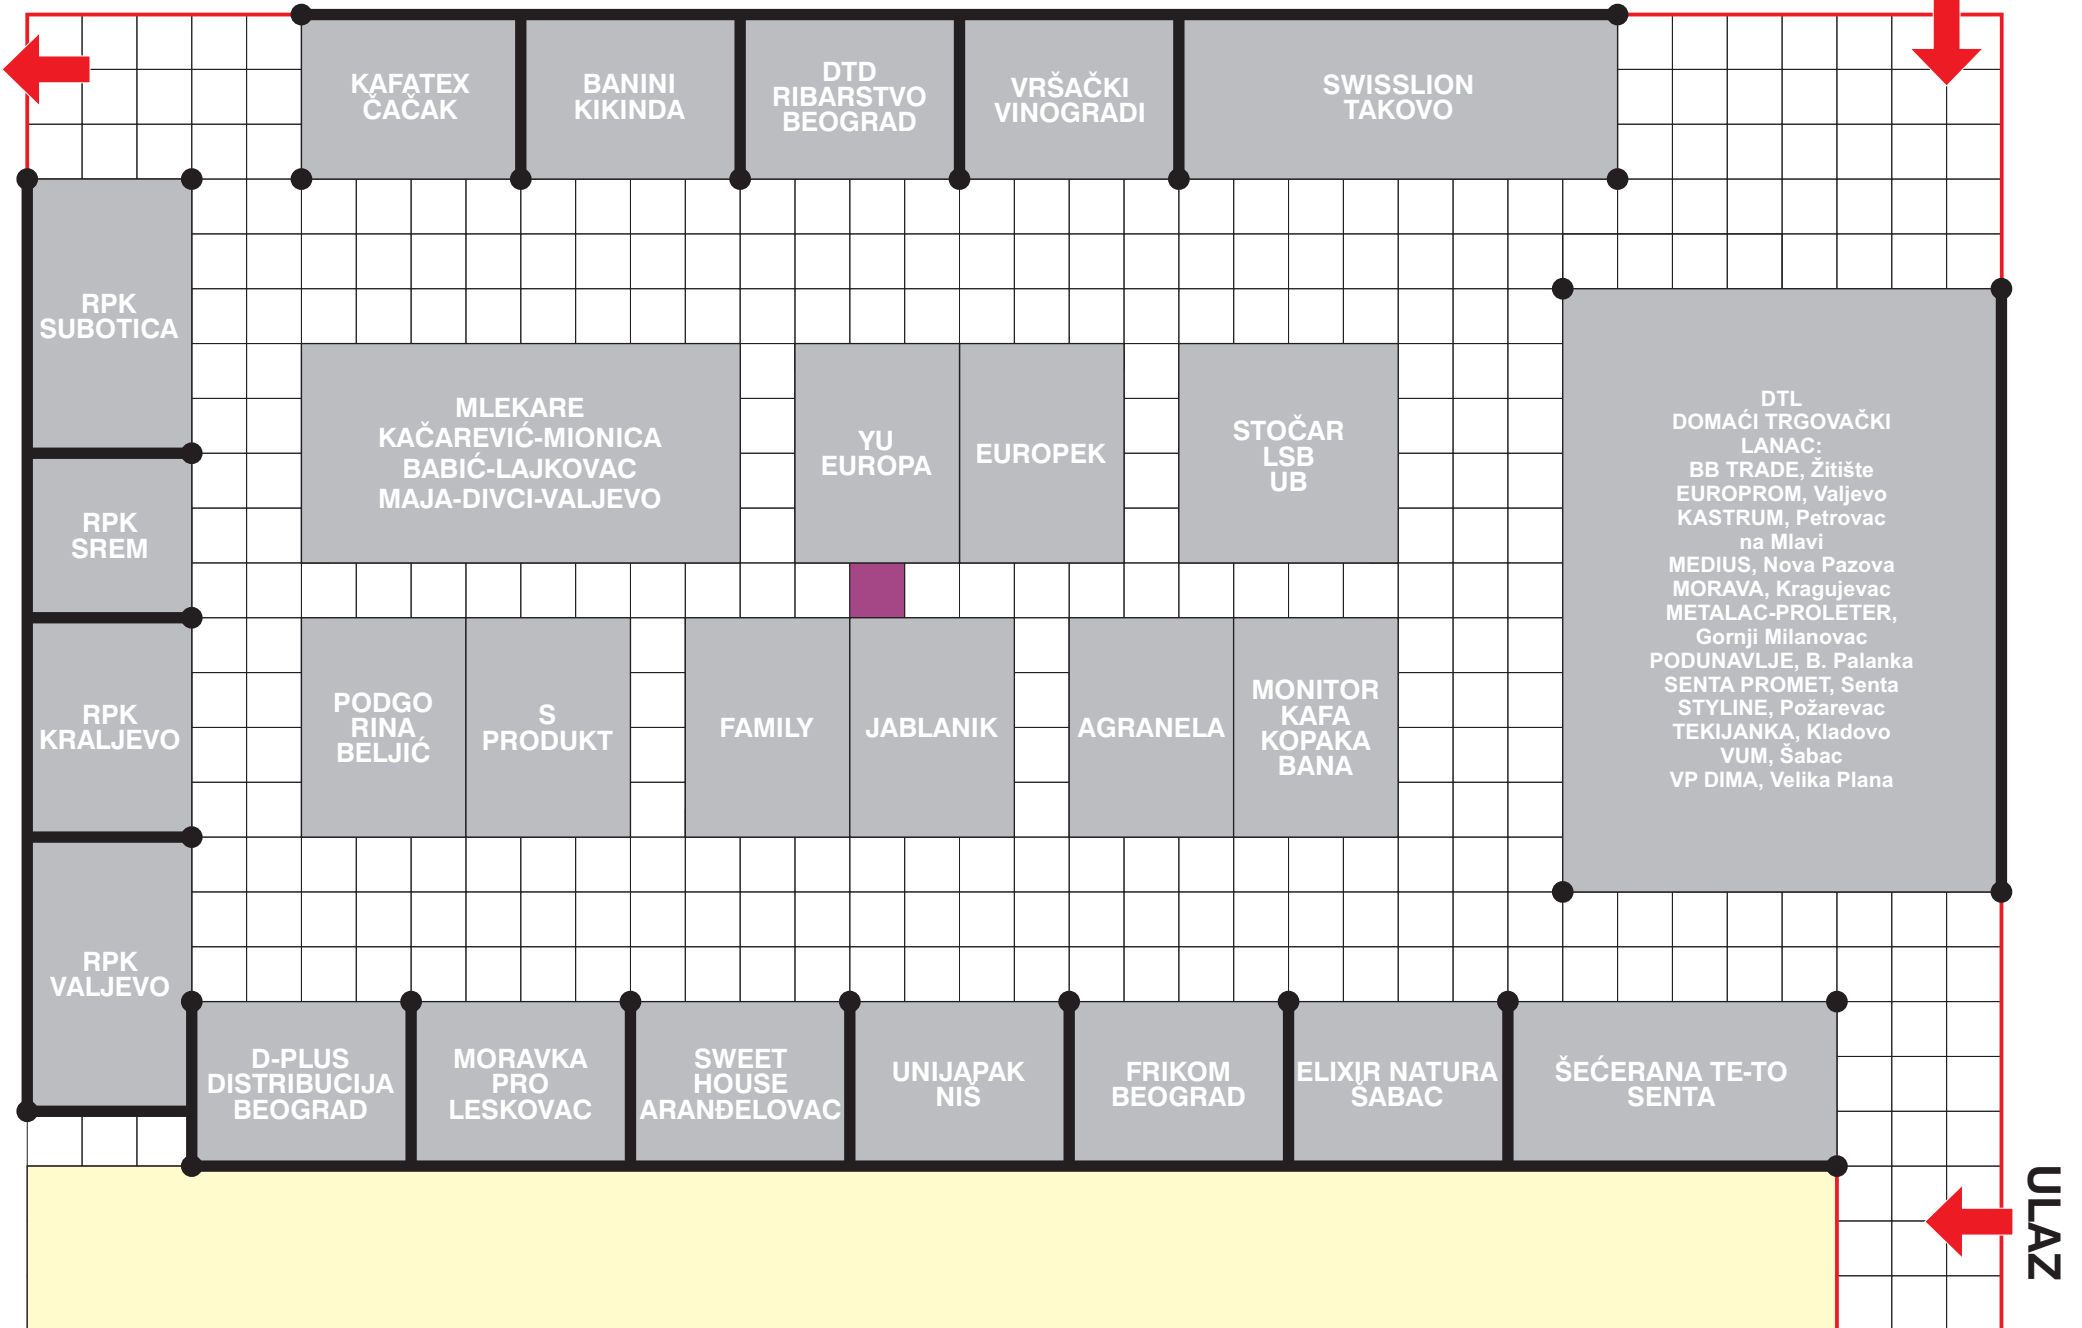 KAFATEX
ČAČAK
BANINI
KIKINDA
DTD
RIBARSTVO
BEOGRAD
VRŠAČKI
VINOGRADI
SWISSLION
TAKOVO
RPK
SUBOTICA
MLEKARE
KAČAREVIĆ-MIONICA
BABIĆ-LAJKOVAC
MAJA-DIVCI-VALJEVO
YU
EUROPA
EUROPEK
STOČAR
LSB
UB
DTL
DOMAĆI TRGOVAČKI
LANAC:
BB TRADE, Žitište
EUROPROM, Valjevo
KASTRUM, Petrovac
na Mlavi
MEDIUS, Nova Pazova
MORAVA, Kragujevac
METALAC-PROLETER,
Gornji Milanovac
PODUNAVLJE, B. Palanka
SENTA PROMET, Senta
STYLINE, Požarevac
TEKIJANKA, Kladovo
VUM, Šabac
VP DIMA, Velika Plana
RPK
SREM
RPK
KRALJEVO
PODGO
RINA
BELJIĆ
S
PRODUKT
FAMILY
JABLANIK
AGRANELA
MONITOR
KAFA
KOPAKA
BANA
RPK
VALJEVO
D-PLUS
DISTRIBUCIJA
BEOGRAD
MORAVKA
PRO
LESKOVAC
SWEET
HOUSE
ARANĐELOVAC
UNIJAPAK
NIŠ
FRIKOM
BEOGRAD
ELIXIR NATURA
ŠABAC
ŠEĆERANA TE-TO
SENTA
ULAZ